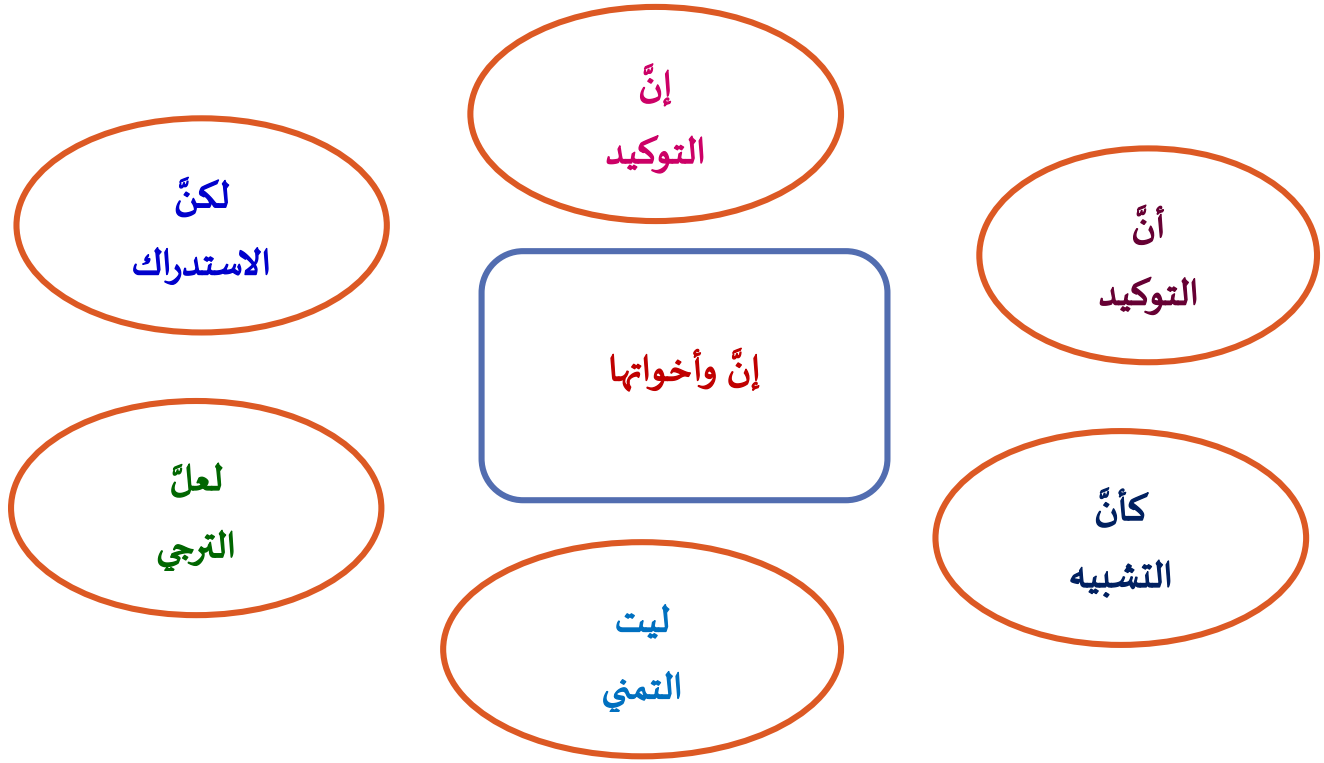 إنَّ
التوكيد
أنَّ
التوكيد
لكنَّ
الاستدراك
إنَّ وأخواتها
كأنَّ
التشبيه
لعلَّ
الترجي
ليت
التمني